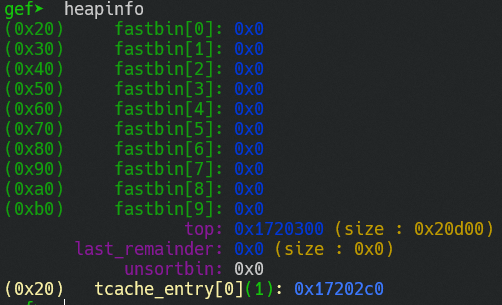 gef➤  heapinfo
(0x20)     fastbin[0]: 0x0
(0x30)     fastbin[1]: 0x0
(0x40)     fastbin[2]: 0x0
(0x50)     fastbin[3]: 0x0
(0x60)     fastbin[4]: 0x0
(0x70)     fastbin[5]: 0x0
(0x80)     fastbin[6]: 0x0
(0x90)     fastbin[7]: 0x0
(0xa0)     fastbin[8]: 0x0
(0xb0)     fastbin[9]: 0x0
                  top: 0x1720300 (size : 0x20d00)
       last_remainder: 0x0 (size : 0x0)
            unsortbin: 0x0
(0x20)   tcache_entry[0](1): 0x17202c0